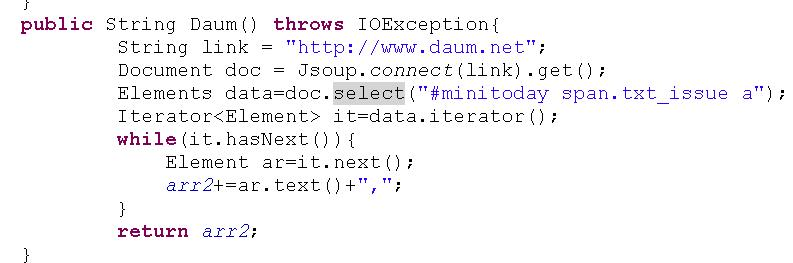 }
public String Daum() throws IOException{
String link = "http://www.daum.net";
Document doc = Jsoup.connect(link).get();
Elements data=doc.select("#minitoday span.txt_issue a");
Iterator<Element> it=data.iterator();
while(it.hasNext()){
Element ar=it.next();
arr2+=ar.text()+",";
}
return arr2;
}